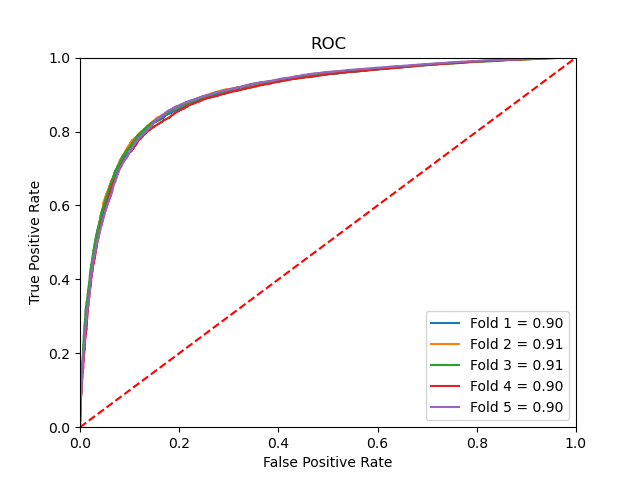 ROC
1.0
0.8
0.6
0.4
0.2
0.0
True Positive Rate
Fold 1 = 0.90
Fold 2 = 0.91
Fold 3 = 0.91
Fold 4 = 0.90
Fold 5 = 0.90
0.0 0.2 0.4 0.6 0.8 1.0
False Positive Rate